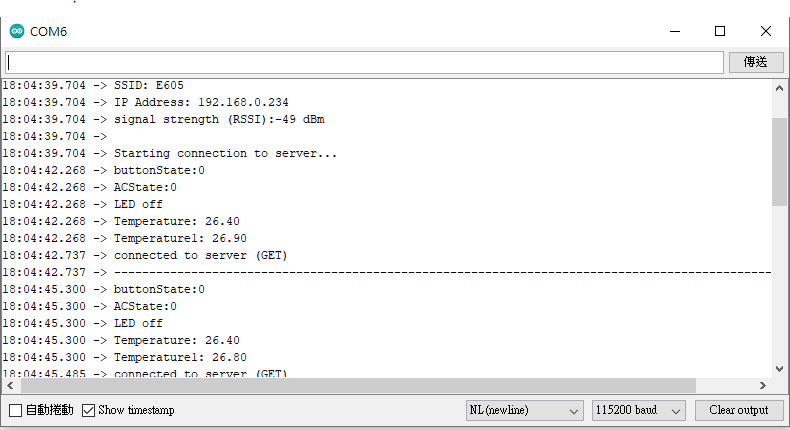 COM6
傳送
18:04:39.704 -> SSID: E605
18:04:39.704 -> IP Address: 192.168.0.234
18:04:39.704 -> signal strength (RSSI):-49 dBm
18:04:39.704 ->
18:04:39.704 -> Starting connection to server...
18:04:42.268 -> buttonState:0
18:04:42.268 -> ACState:0
18:04:42.268 -> LED off
18:04:42.268 -> Temperature: 26.40
18:04:42.268 -> Temperature1: 26.90
18:04:42.737 -> connected to server (GET)
18:04:42.737 -> ----------------------------------------------------------------------------------------------
18:04:45.300 -> buttonState:0
18:04:45.300 -> ACState:0
18:04:45.300 -> LED off
18:04:45.300 -> Temperature: 26.40
18:04:45.300 -> Temperature1: 26.80
18:04:45.485 -> connected to server (GET)
自動捲動 Show timestamp NL(newline) 115200 baud Clear output